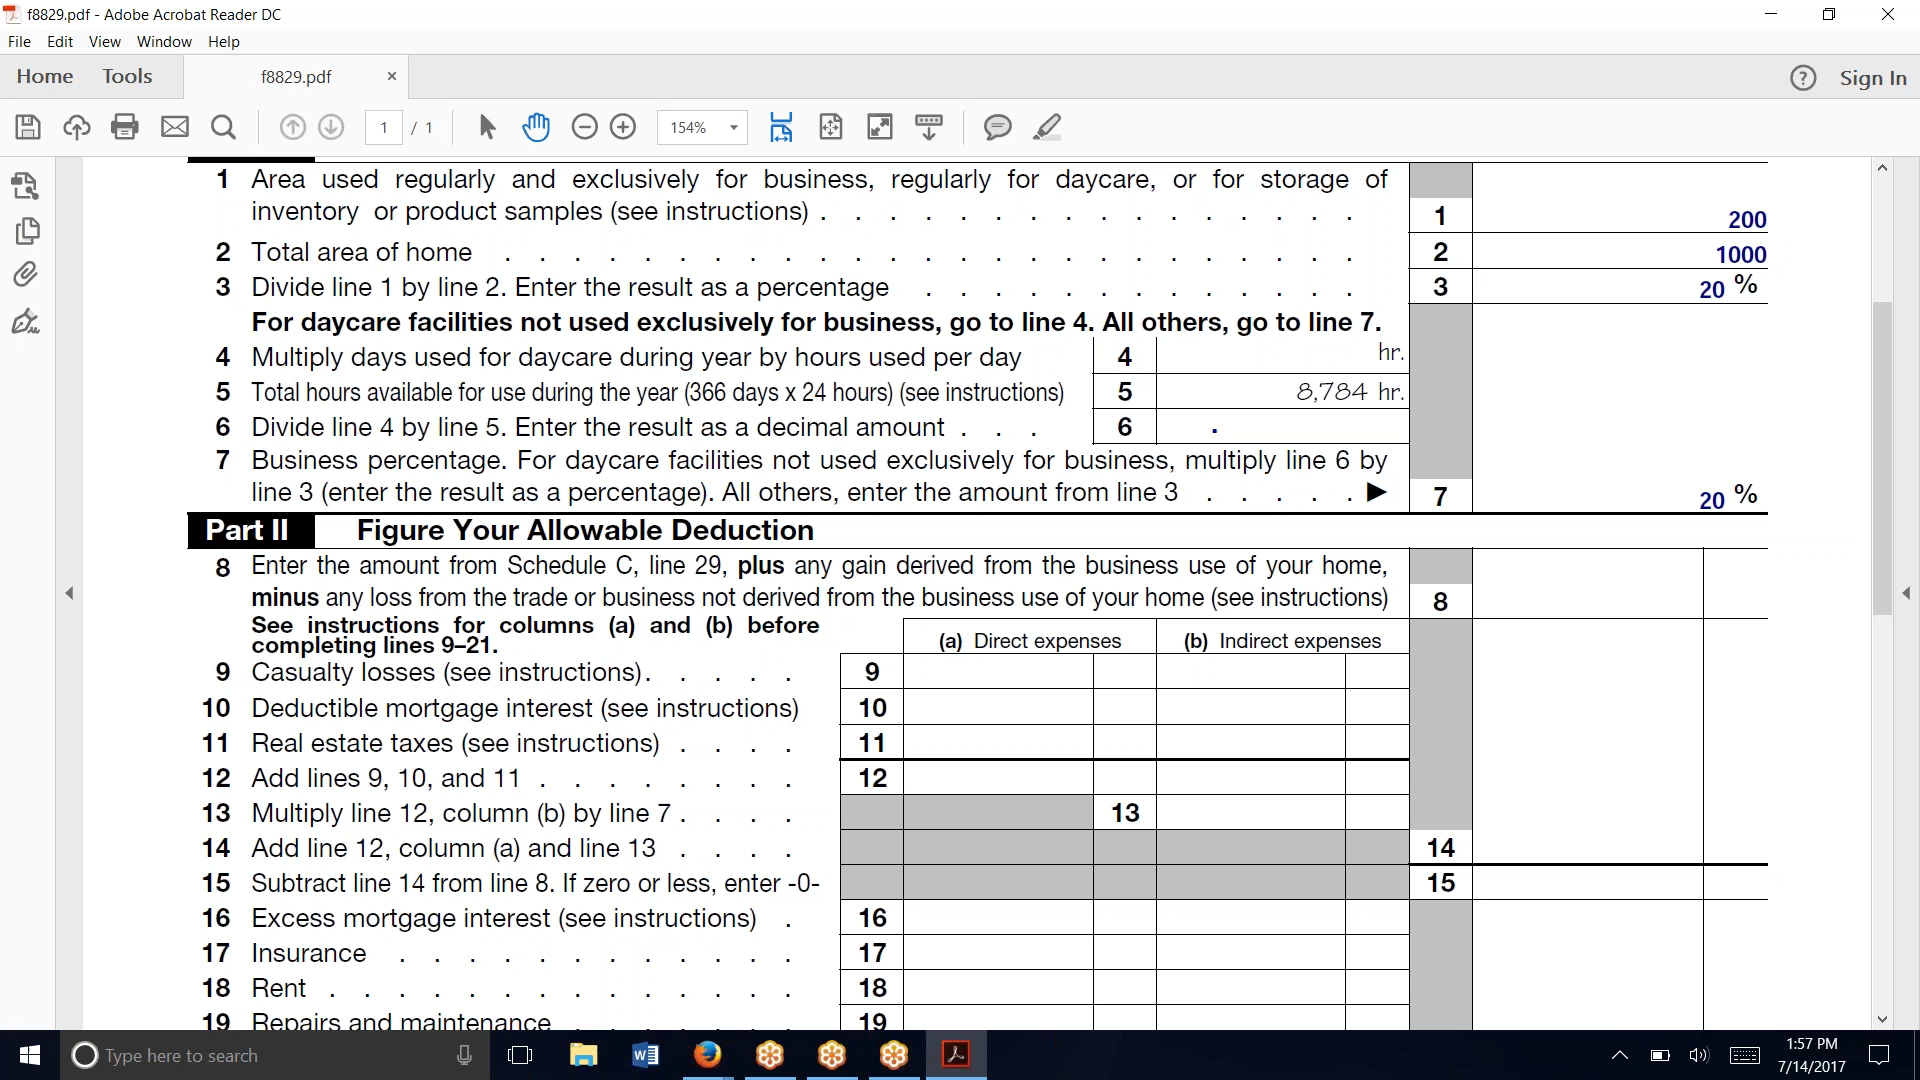 f8829.pdf - Adobe Acrobat Reader DC
File Edit View Window Help
Home Tools f8829.pdf × ? Sign In
1 / 1 154%
1 Area used regularly and exclusively for business, regularly for daycare, or for storage of
inventory or product samples (see instructions) . . . . . . . . . . . . . . . . 1 200
2 Total area of home . . . . . . . . . . . . . . . . . . . . . . . . . 2 1000
3 Divide line 1 by line 2. Enter the result as a percentage . . . . . . . . . . . . . 3 20 %
For daycare facilities not used exclusively for business, go to line 4. All others, go to line 7.
4 Multiply days used for daycare during year by hours used per day 4 hr.
5 Total hours available for use during the year (366 days x 24 hours) (see instructions) 5 8,784 hr.
6 Divide line 4 by line 5. Enter the result as a decimal amount . . . 6 .
7 Business percentage. For daycare facilities not used exclusively for business, multiply line 6 by
line 3 (enter the result as a percentage). All others, enter the amount from line 3 . . . . . ▶ 7 20 %
Part II Figure Your Allowable Deduction
8 Enter the amount from Schedule C, line 29, plus any gain derived from the business use of your home,
minus any loss from the trade or business not derived from the business use of your home (see instructions) 8
See instructions for columns (a) and (b) before
completing lines 9–21. (a) Direct expenses (b) Indirect expenses
9 Casualty losses (see instructions). . . . . 9
10 Deductible mortgage interest (see instructions) 10
11 Real estate taxes (see instructions) . . . . 11
12 Add lines 9, 10, and 11 . . . . . . . . 12
13 Multiply line 12, column (b) by line 7 . . . . 13
14 Add line 12, column (a) and line 13 . . . . 14
15 Subtract line 14 from line 8. If zero or less, enter -0- 15
16 Excess mortgage interest (see instructions) . 16
17 Insurance . . . . . . . . . . . . 17
18 Rent . . . . . . . . . . . . . . 18
19 Repairs and maintenance . . . . . . . 19
Type here to search
1:57 PM
7/14/2017